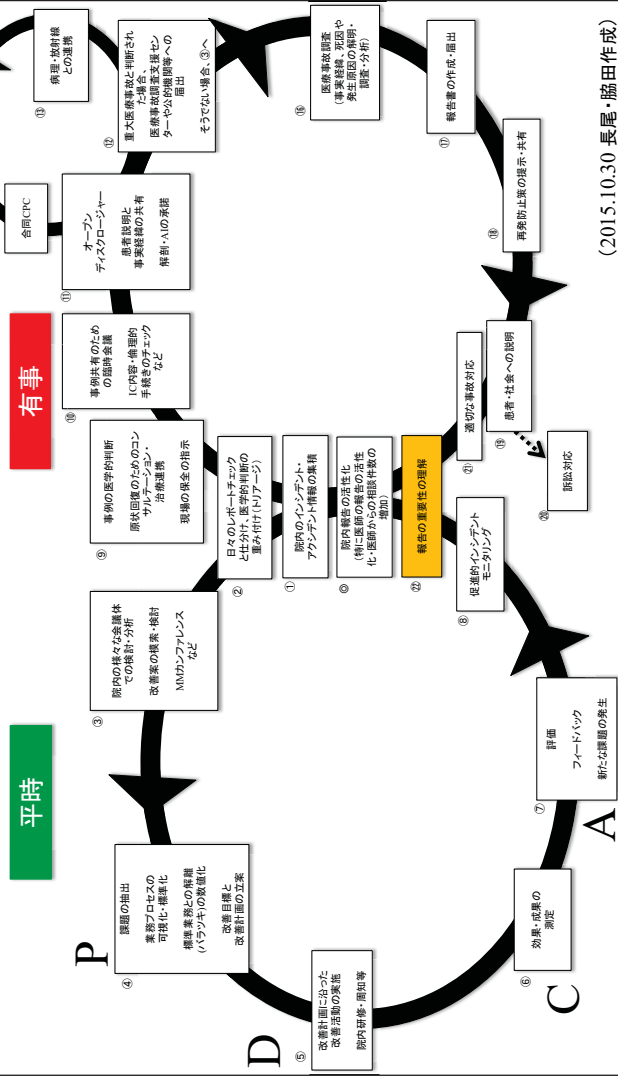 平時
有事
◎
院内報告の活性化
(特に医師の報告の活性
化・医師からの相談件数の
増加)
①
院内のインシデント・
アクシデント情報の集積
②
日々のレポートチェック
と仕分け、医学的判断の
重み付け(トリアージ)
③
院内の様々な会議体
での検討・分析
改善案の模索・検討
MMカンファレンス
など
P
④
課題の抽出
業務プロセスの
可視化・標準化
標準業務との解離
(バラツキ)の数値化
改善目標と
改善計画の立案
D
⑤
改善計画に沿った
改善活動の実施
院内研修・周知等
C
⑥
効果・成果の
測定
A
⑦
評価
フィードバック
新たな課題の発生
⑧
促進的インシデント
モニタリング
⑨
事例の医学的判断
原状回復のためのコン
サルテーション・
治療連携
現場の保全の指示
⑩
事例共有のため
の臨時会議
IC内容・倫理的
手続きのチェック
など
⑪
オープン
ディスクロージャー
患者説明と
事実経緯の共有
解剖・AIの承諾
合同CPC
⑫
重大医療事故と判断され
た場合、
医療事故調査支援セン
ターや公的機関等への
届出
そうでない場合、③へ
⑬
病理・放射線
との連携
⑯
医療事故調査
(事実経緯、死因や
発生原因の解明・
調査・分析)
⑰
報告書の作成・届出
⑱
再発防止策の提示・共有
⑲
患者・社会への説明
⑳
訴訟対応
㉑
適切な事故対応
㉒
報告の重要性の理解
(2015.10.30 長尾・脇田作成)